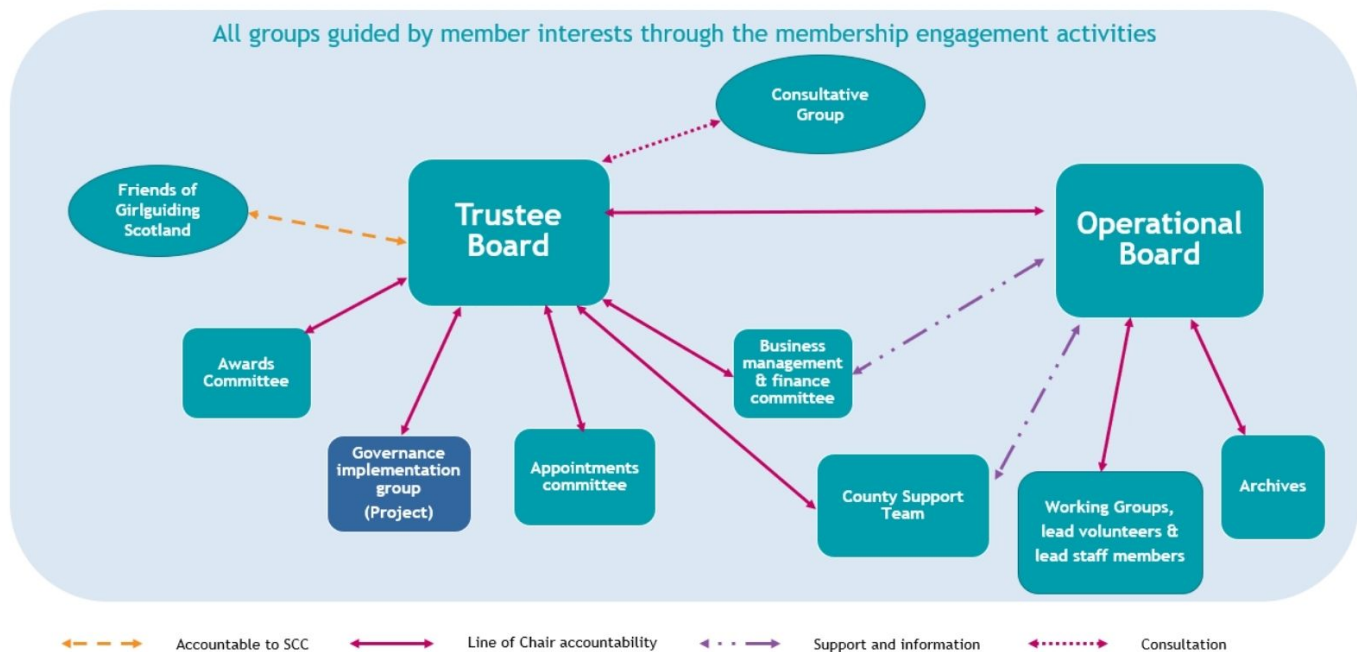 All groups guided by member interests through the membership engagement activities
Consultative
Group
Friends of
Girlguiding
Scotland
Trustee
Board
Operational
Board
Awards
Committee
Business
management
& finance
committee
Governance
implementation
group
(Project)
Appointments
committee
County Support
Team
Working Groups,
lead volunteers &
lead staff members
Archives
Accountable to SCC
Line of Chair accountability
Support and information
Consultation